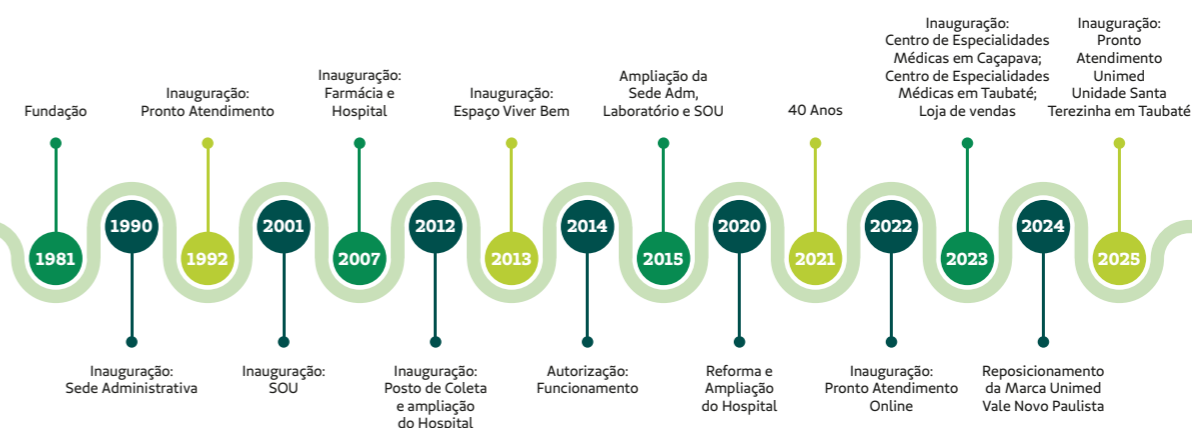 Fundação
1981
1990
Inauguração:
Sede Administrativa
Inauguração:
Pronto Atendimento
1992
2001
Inauguração:
SOU
Inauguração:
Farmácia e
Hospital
2007
2012
Inauguração:
Posto de Coleta
e ampliação
do Hospital
Inauguração:
Espaço Viver Bem
2013
2014
Autorização:
Funcionamento
Ampliação da
Sede Adm,
Laboratório e SOU
2015
2020
Reforma e
Ampliação
do Hospital
40 Anos
2021
2022
Inauguração:
Pronto Atendimento
Online
Inauguração:
Centro de Especialidades
Médicas em Caçapava;
Centro de Especialidades
Médicas em Taubaté;
Loja de vendas
2023
2024
Reposicionamento
da Marca Unimed
Vale Novo Paulista
Inauguração:
Pronto
Atendimento
Unimed
Unidade Santa
Terezinha em Taubaté
2025